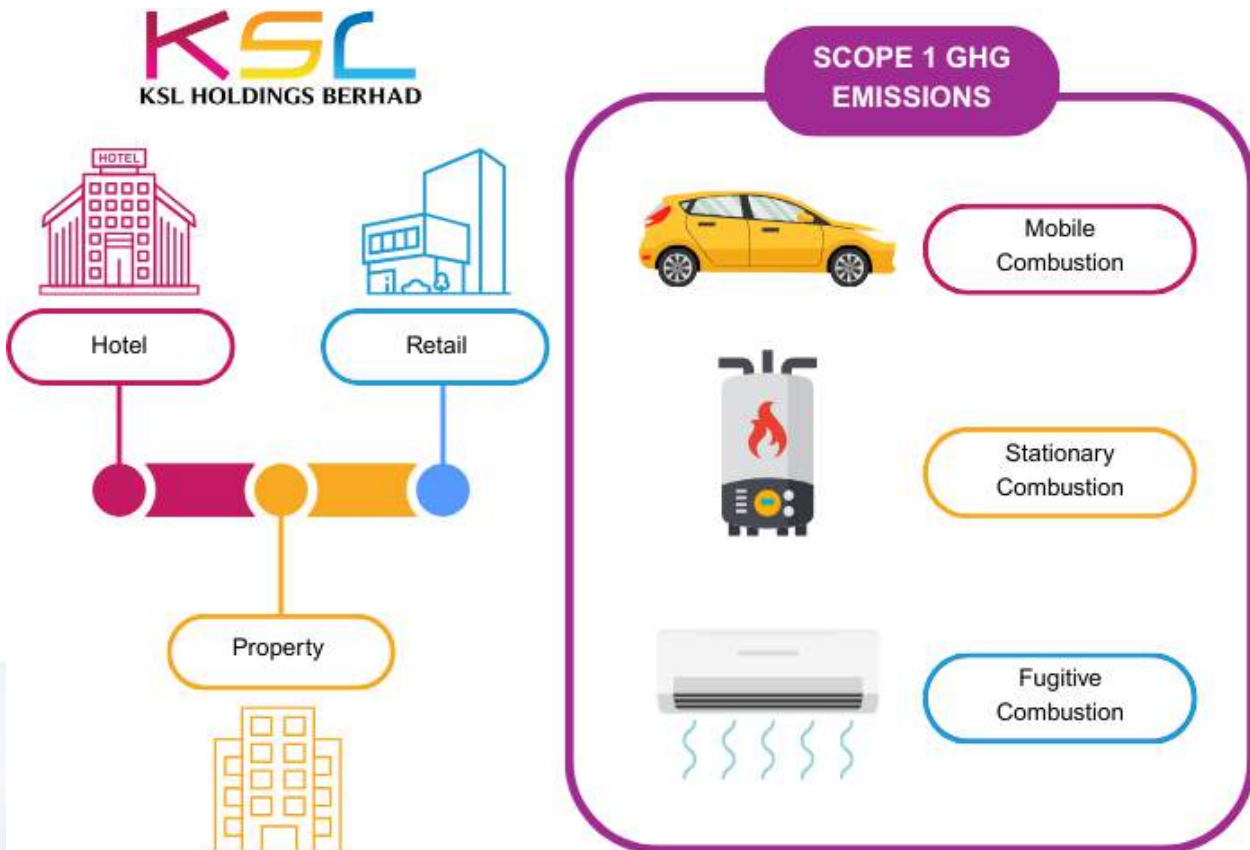 KSL
KSL HOLDINGS BERHAD
HOTEL
Hotel
Retail
Property
SCOPE 1 GHG
EMISSIONS
Mobile
Combustion
Stationary
Combustion
Fugitive
Combustion